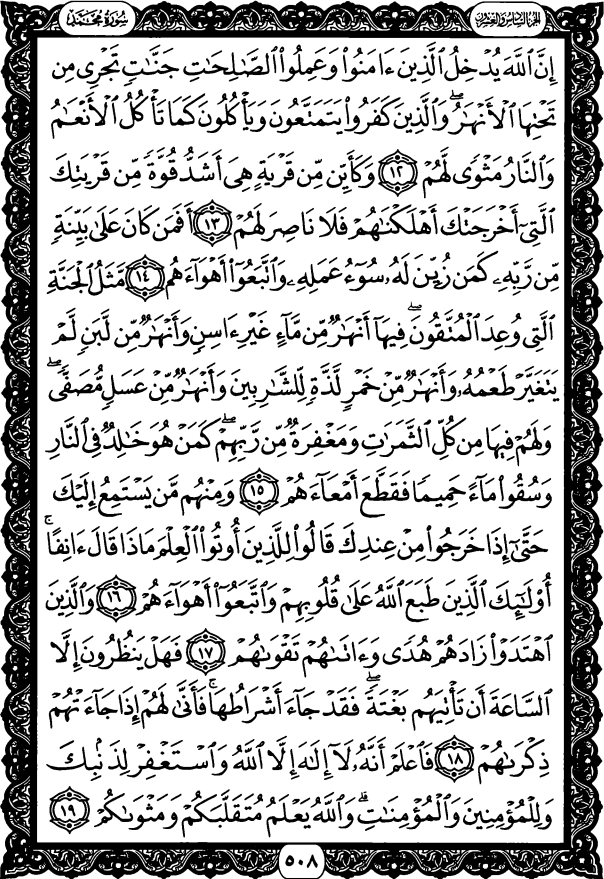 الجزء السادس والعشرون
سورة محمد
إِنَّ ٱللَّهَ يُدْخِلُ ٱلَّذِينَ ءَامَنُوا۟ وَعَمِلُوا۟ ٱلصَّٰلِحَٰتِ جَنَّٰتٍ تَجْرِى مِن
تَحْتِهَا ٱلْأَنْهَٰرُ ۖ وَٱلَّذِينَ كَفَرُوا۟ يَتَمَتَّعُونَ وَيَأْكُلُونَ كَمَا تَأْكُلُ ٱلْأَنْعَٰمُ
وَٱلنَّارُ مَثْوًى لَّهُمْ ١٢ وَكَأَيِّن مِّن قَرْيَةٍ هِىَ أَشَدُّ قُوَّةً مِّن قَرْيَتِكَ
ٱلَّتِىٓ أَخْرَجَتْكَ أَهْلَكْنَٰهُمْ فَلَا نَاصِرَ لَهُمْ ١٣ أَفَمَن كَانَ عَلَىٰ بَيِّنَةٍ
مِّن رَّبِّهِۦ كَمَن زُيِّنَ لَهُۥ سُوٓءُ عَمَلِهِۦ وَٱتَّبَعُوٓا۟ أَهْوَآءَهُم ١٤ مَّثَلُ ٱلْجَنَّةِ
ٱلَّتِى وُعِدَ ٱلْمُتَّقُونَ ۖ فِيهَآ أَنْهَٰرٌ مِّن مَّآءٍ غَيْرِ ءَاسِنٍ وَأَنْهَٰرٌ مِّن لَّبَنٍ لَّمْ
يَتَغَيَّرْ طَعْمُهُۥ وَأَنْهَٰرٌ مِّنْ خَمْرٍ لَّذَّةٍ لِّلشَّٰرِبِينَ وَأَنْهَٰرٌ مِّنْ عَسَلٍ مُّصَفًّى ۖ
وَلَهُمْ فِيهَا مِن كُلِّ ٱلثَّمَرَٰتِ وَمَغْفِرَةٌ مِّن رَّبِّهِمْ ۖ كَمَنْ هُوَ خَٰلِدٌ فِى ٱلنَّارِ
وَسُقُوا۟ مَآءً حَمِيمًا فَقَطَّعَ أَمْعَآءَهُمْ ١٥ وَمِنْهُم مَّن يَسْتَمِعُ إِلَيْكَ
حَتَّىٰٓ إِذَا خَرَجُوا۟ مِنْ عِندِكَ قَالُوا۟ لِلَّذِينَ أُوتُوا۟ ٱلْعِلْمَ مَاذَا قَالَ ءَانِفًا ۚ
أُو۟لَٰٓئِكَ ٱلَّذِينَ طَبَعَ ٱللَّهُ عَلَىٰ قُلُوبِهِمْ وَٱتَّبَعُوٓا۟ أَهْوَآءَهُمْ ١٦ وَٱلَّذِينَ
ٱهْتَدَوْا۟ زَادَهُمْ هُدًى وَءَاتَىٰهُمْ تَقْوَىٰهُمْ ١٧ فَهَلْ يَنظُرُونَ إِلَّا
ٱلسَّاعَةَ أَن تَأْتِيَهُم بَغْتَةً ۖ فَقَدْ جَآءَ أَشْرَاطُهَا ۚ فَأَنَّىٰ لَهُمْ إِذَا جَآءَتْهُمْ
ذِكْرَىٰهُمْ ١٨ فَٱعْلَمْ أَنَّهُۥ لَآ إِلَٰهَ إِلَّا ٱللَّهُ وَٱسْتَغْفِرْ لِذَنۢبِكَ
وَلِلْمُؤْمِنِينَ وَٱلْمُؤْمِنَٰتِ ۗ وَٱللَّهُ يَعْلَمُ مُتَقَلَّبَكُمْ وَمَثْوَىٰكُمْ ١٩
٥٠٨